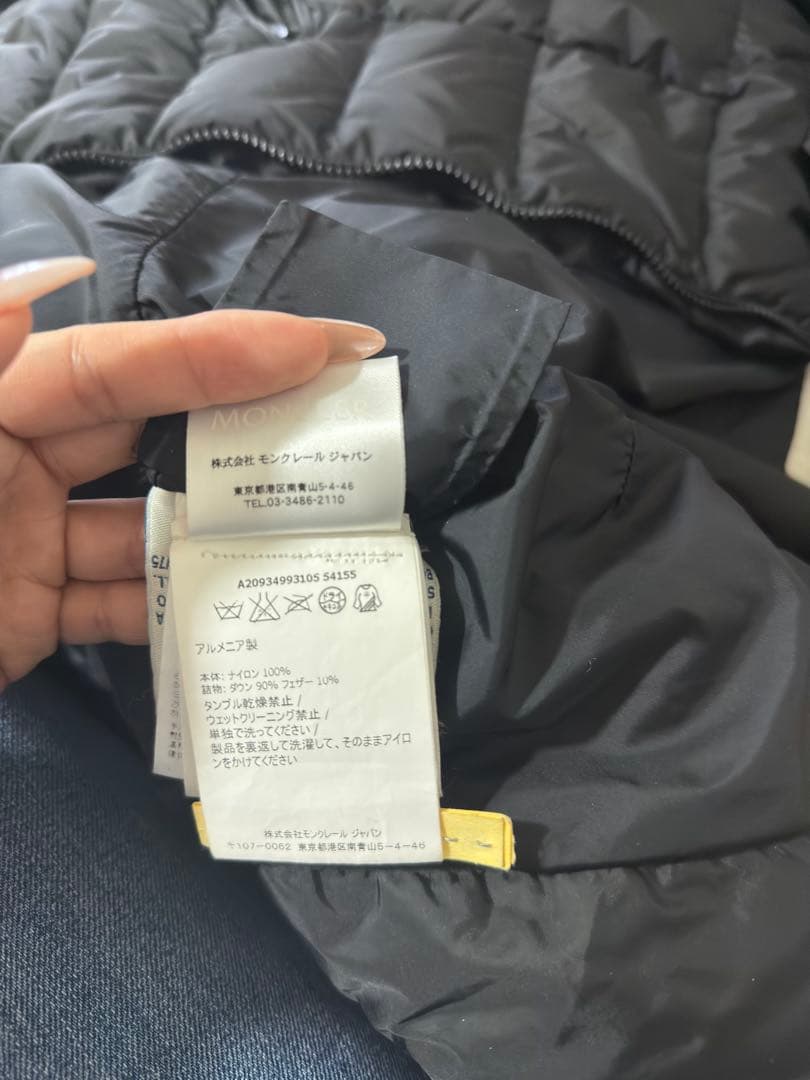 MONCLER
株式会社 モンクレール ジャパン
東京都港区南青山5-4-46
TEL.03-3486-2110
A20934993105 54155
ドライ
アルメニア製
本体: ナイロン 100%
詰物: ダウン 90% フェザー 10%
タンブル乾燥禁止 /
ウェットクリーニング禁止 /
単独で洗ってください /
製品を裏返して洗濯して、そのままアイロ
ンをかけてください
株式会社モンクレール ジャパン
〒107-0062 東京都港区南青山5-4-46